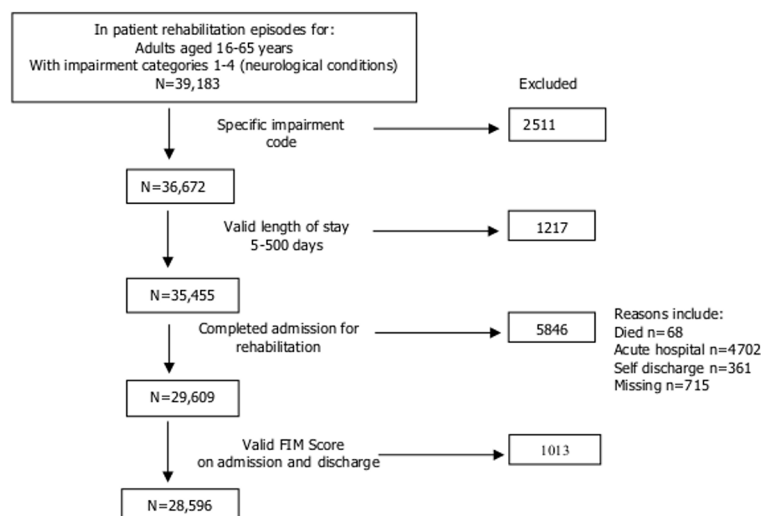 In patient rehabilitation episodes for:
Adults aged 16-65 years
With impairment categories 1-4 (neurological conditions)
N=39,183
Excluded
Specific impairment
code
2511
N=36,672
Valid length of stay
5-500 days
1217
N=35,455
Completed admission for
rehabilitation
5846
Reasons include:
Died n=68
Acute hospital n=4702
Self discharge n=361
Missing n=715
N=29,609
Valid FIM Score
on admission and discharge
1013
N=28,596